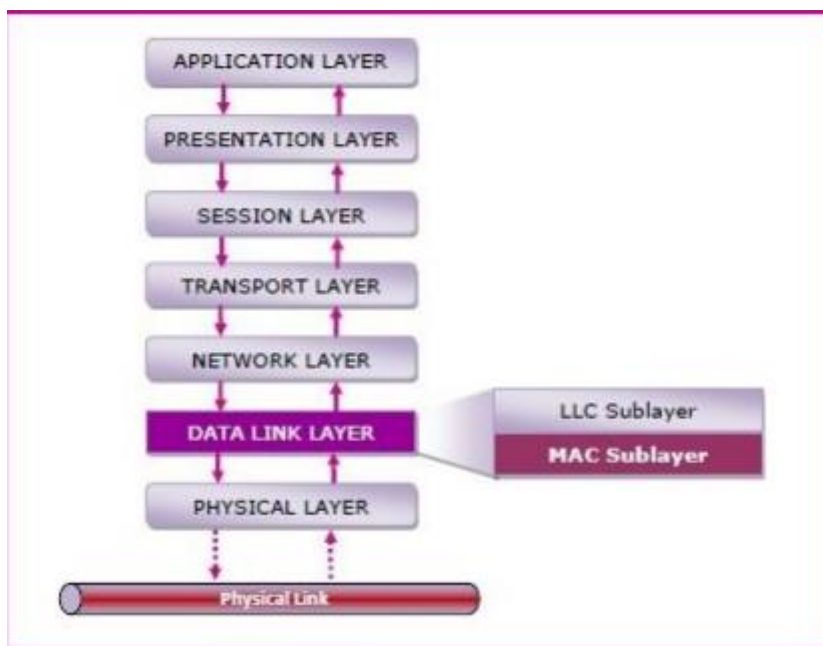 APPLICATION LAYER
PRESENTATION LAYER
SESSION LAYER
TRANSPORT LAYER
NETWORK LAYER
DATA LINK LAYER
LLC Sublayer
MAC Sublayer
PHYSICAL LAYER
Physical Link